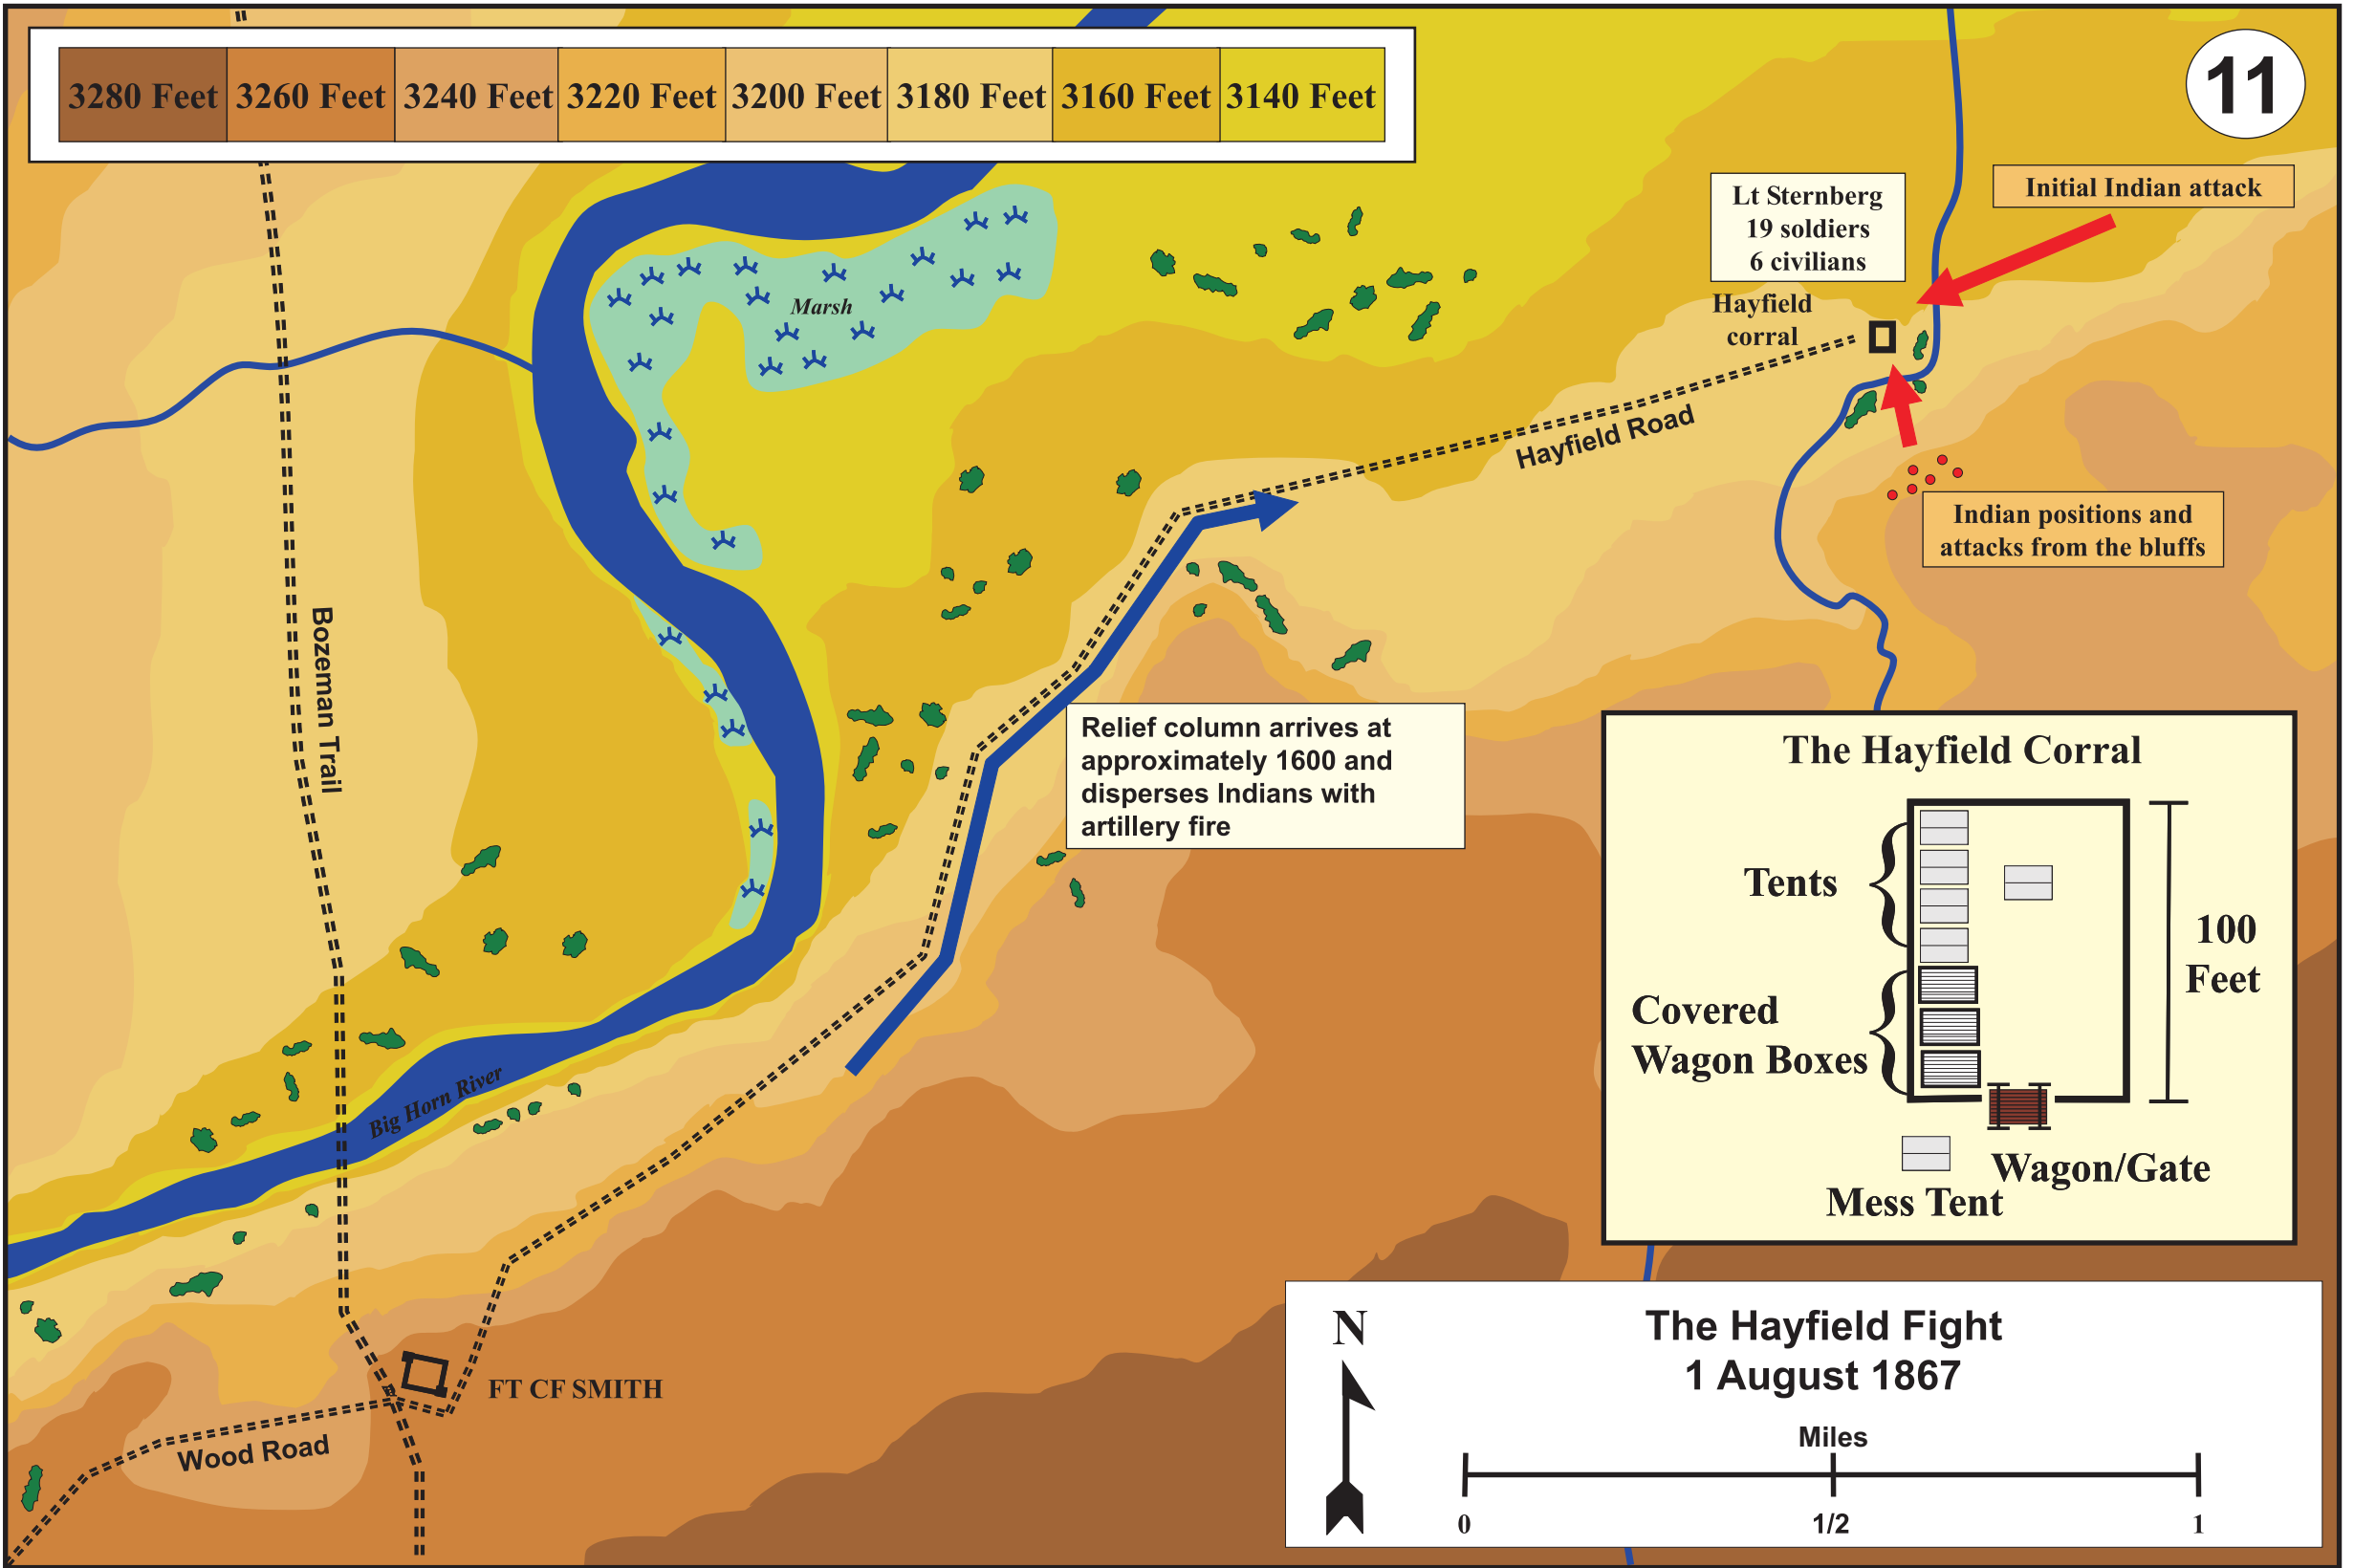 3280 Feet 3260 Feet 3240 Feet 3220 Feet 3200 Feet 3180 Feet 3160 Feet 3140 Feet
11
Lt Sternberg
19 soldiers
6 civilians
Initial Indian attack
Hayfield
corral
Marsh
Hayfield Road
Indian positions and
attacks from the bluffs
Bozeman Trail
Relief column arrives at
approximately 1600 and
disperses Indians with
artillery fire
The Hayfield Corral
Tents
100
Feet
Covered
Wagon Boxes
Wagon/Gate
Mess Tent
Big Horn River
FT CF SMITH
Wood Road
N
The Hayfield Fight
1 August 1867
Miles
0 1/2 1